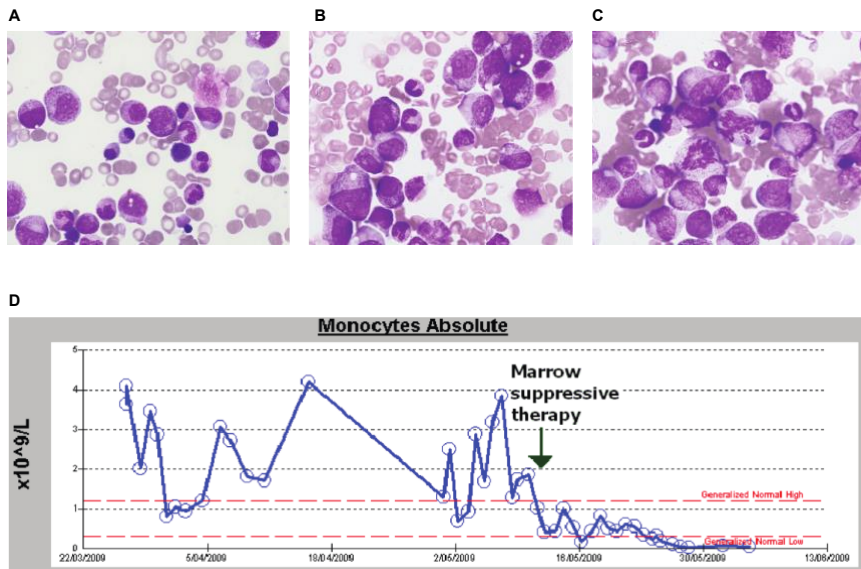 A
B
C
D
Monocytes Absolute
x10^9/L
5
4
3
2
1
0
Marrow
suppressive
therapy
Generalized Normal High
Generalized Normal Low
22/03/2009
5/04/2009
19/04/2009
2/05/2009
16/05/2009
30/05/2009
13/06/2009